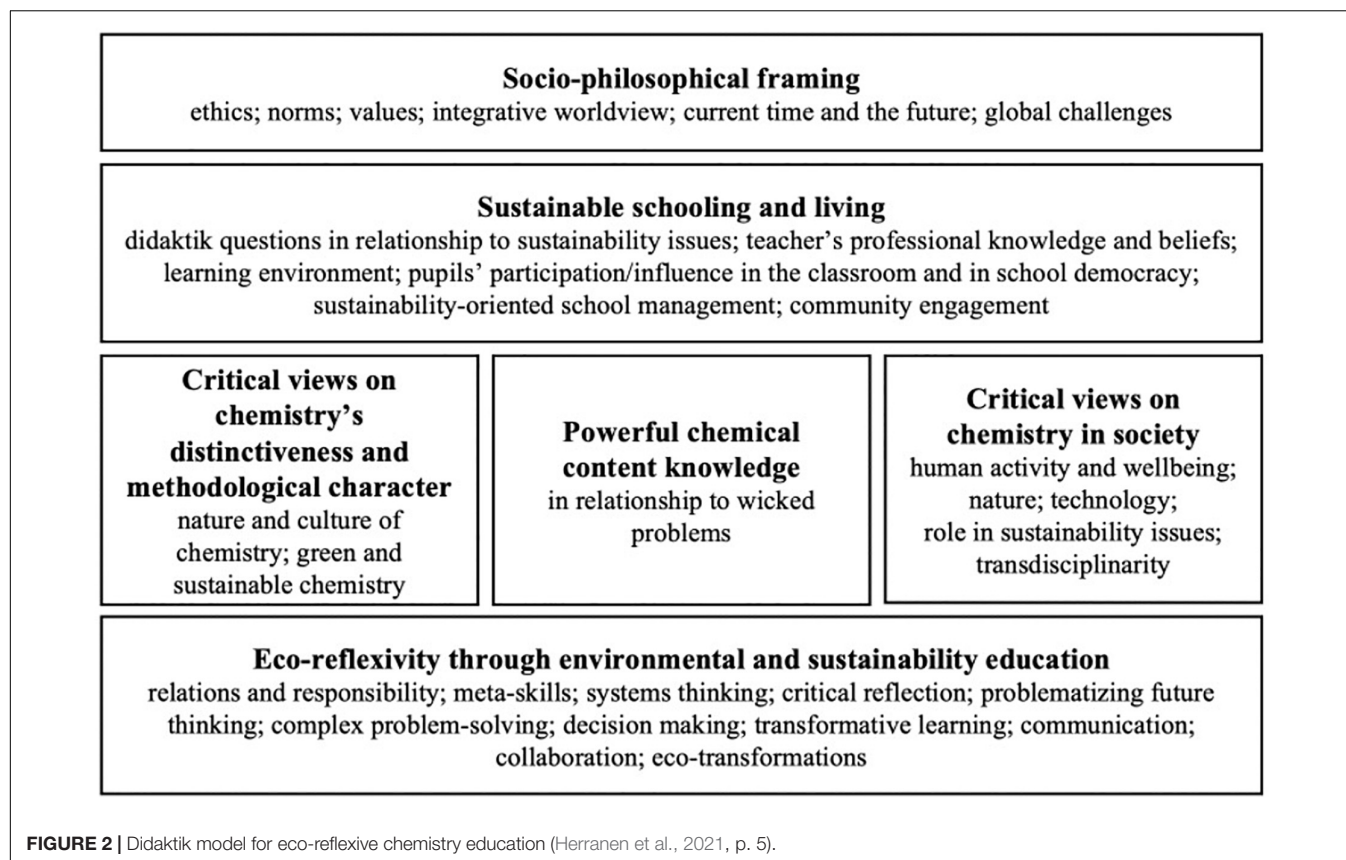 Socio-philosophical framing
ethics; norms; values; integrative worldview; current time and the future; global challenges
Sustainable schooling and living
didaktik questions in relationship to sustainability issues; teacher’s professional knowledge and beliefs;
learning environment; pupils’ participation/influence in the classroom and in school democracy;
sustainability-oriented school management; community engagement
Critical views on
chemistry’s
distinctiveness and
methodological character
nature and culture of
chemistry; green and
sustainable chemistry
Powerful chemical
content knowledge
in relationship to wicked
problems
Critical views on
chemistry in society
human activity and wellbeing;
nature; technology;
role in sustainability issues;
transdisciplinarity
Eco-reflexivity through environmental and sustainability education
relations and responsibility; meta-skills; systems thinking; critical reflection; problematizing future
thinking; complex problem-solving; decision making; transformative learning; communication;
collaboration; eco-transformations
FIGURE 2 | Didaktik model for eco-reflexive chemistry education (Herranen et al., 2021, p. 5).